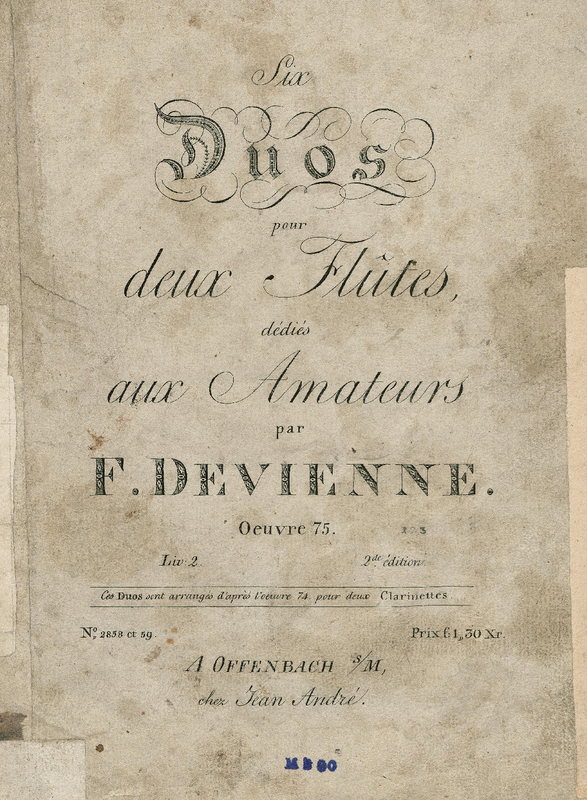 Six
Duos
pour
deux Flûtes,
dédiés
aux Amateurs
par
F. DEVIENNE.
Oeuvre 75.
Liv: 2. 2de édition.
Ces Duos sont arrangés d'après l'oeuvre 74. pour deux Clarinettes
No. 2858 et 59. Prix f. 1,, 30 Xr.
A OFFENBACH s/M,
chez Jean André.